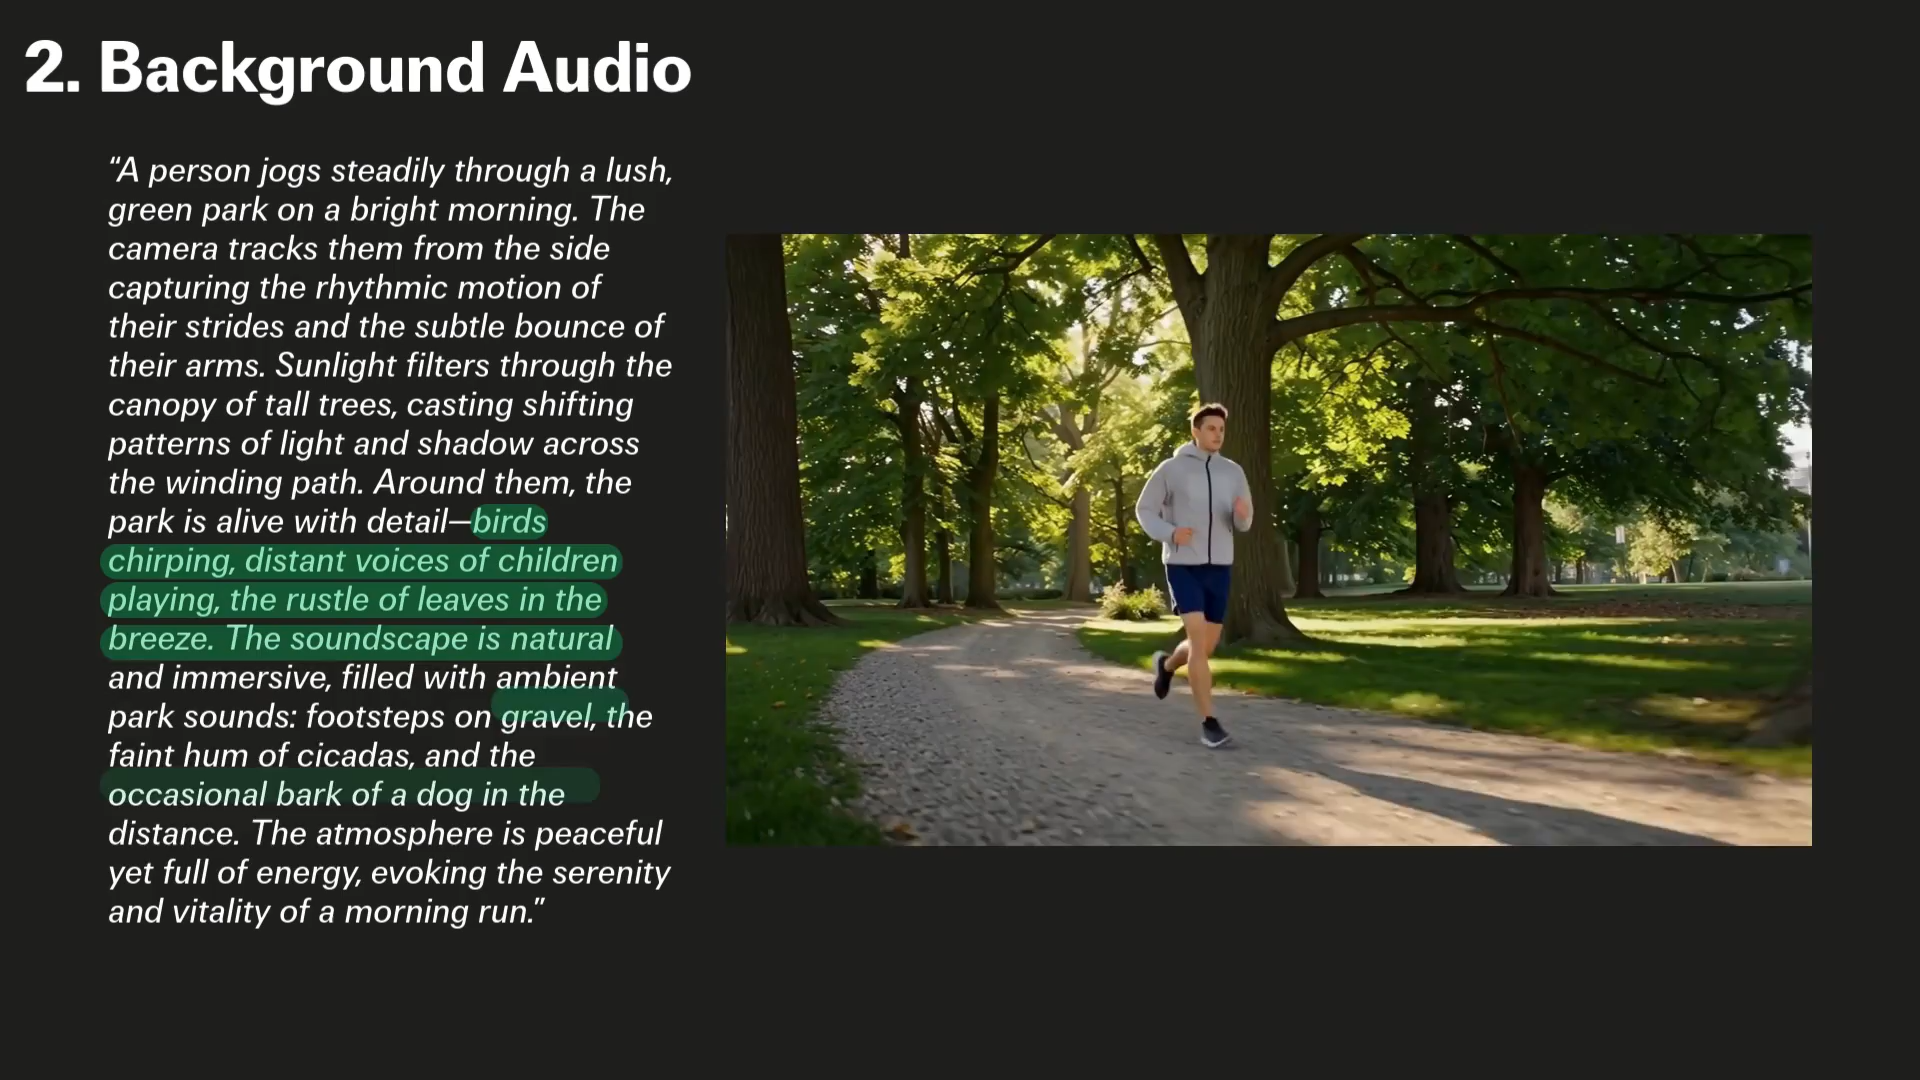 2. Background Audio
“A person jogs steadily through a lush,
green park on a bright morning. The
camera tracks them from the side
capturing the rhythmic motion of
their strides and the subtle bounce of
their arms. Sunlight filters through the
canopy of tall trees, casting shifting
patterns of light and shadow across
the winding path. Around them, the
park is alive with detail—birds
chirping, distant voices of children
playing, the rustle of leaves in the
breeze. The soundscape is natural
and immersive, filled with ambient
park sounds: footsteps on gravel, the
faint hum of cicadas, and the
occasional bark of a dog in the
distance. The atmosphere is peaceful
yet full of energy, evoking the serenity
and vitality of a morning run.”